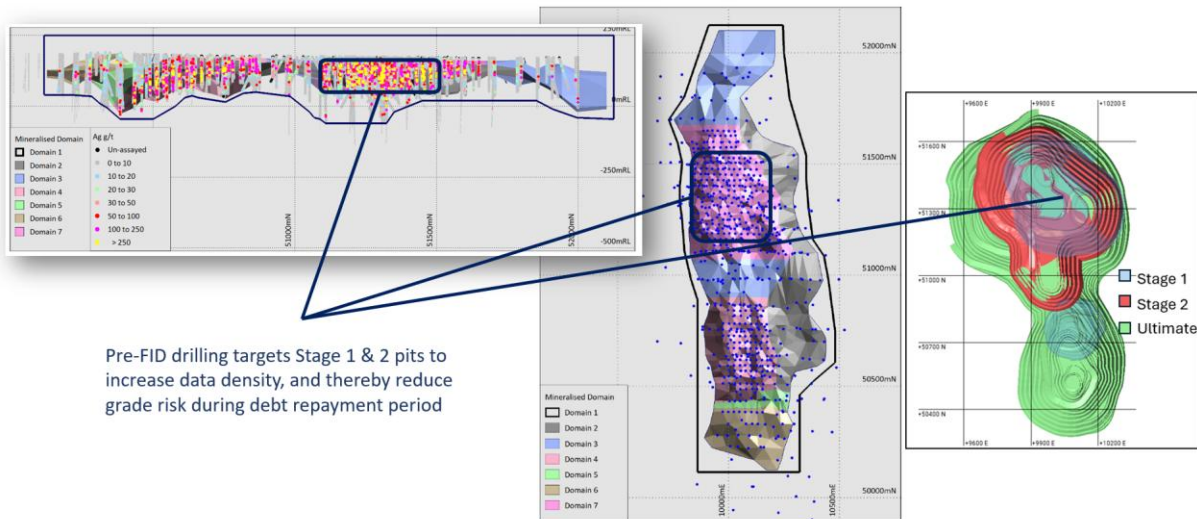 250mRL
0mRL
-250mRL
-500mRL
51000mN
51500mN
52000mN
Mineralised Domain
Domain 1
Domain 2
Domain 3
Domain 4
Domain 5
Domain 6
Domain 7
Ag g/t
Un-assayed
0 to 10
10 to 20
20 to 30
30 to 50
50 to 100
100 to 250
> 250
Pre-FID drilling targets Stage 1 & 2 pits to
increase data density, and thereby reduce
grade risk during debt repayment period
52000mN
51500mN
51000mN
50500mN
50000mN
10000mE
10500mE
Mineralised Domain
Domain 1
Domain 2
Domain 3
Domain 4
Domain 5
Domain 6
Domain 7
+9600 E
+9900 E
+10200 E
+51600 N
+51300 N
+51000 N
+50700 N
+50400 N
Stage 1
Stage 2
Ultimate
+9600 E
+9900 E
+10200 E